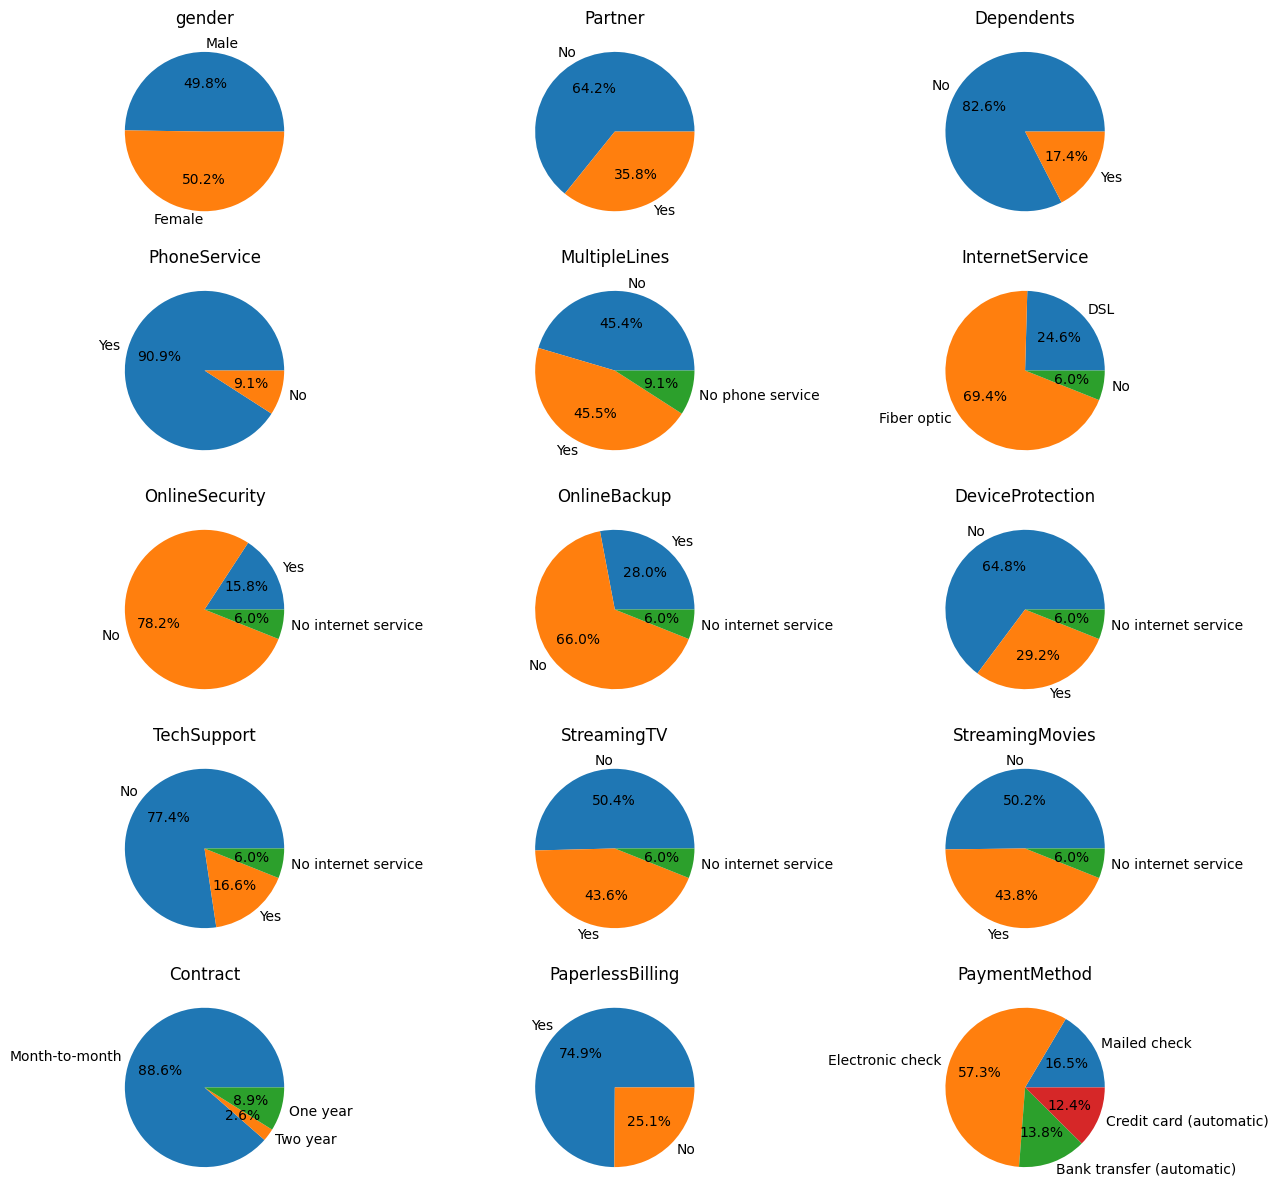 gender
Male
49.8%
50.2%
Female
Partner
No
64.2%
35.8%
Yes
Dependents
No
82.6%
17.4%
Yes
PhoneService
Yes
90.9%
9.1%
No
MultipleLines
No
45.4%
9.1%
No phone service
45.5%
Yes
InternetService
DSL
24.6%
6.0%
No
69.4%
Fiber optic
OnlineSecurity
Yes
15.8%
6.0%
No internet service
78.2%
No
OnlineBackup
Yes
28.0%
6.0%
No internet service
66.0%
No
DeviceProtection
No
64.8%
6.0%
No internet service
29.2%
Yes
TechSupport
No
77.4%
6.0%
No internet service
16.6%
Yes
StreamingTV
No
50.4%
6.0%
No internet service
43.6%
Yes
StreamingMovies
No
50.2%
6.0%
No internet service
43.8%
Yes
Contract
Month-to-month
88.6%
8.9%
One year
2.6%
Two year
PaperlessBilling
Yes
74.9%
25.1%
No
PaymentMethod
Mailed check
16.5%
Electronic check
57.3%
12.4%
Credit card (automatic)
13.8%
Bank transfer (automatic)